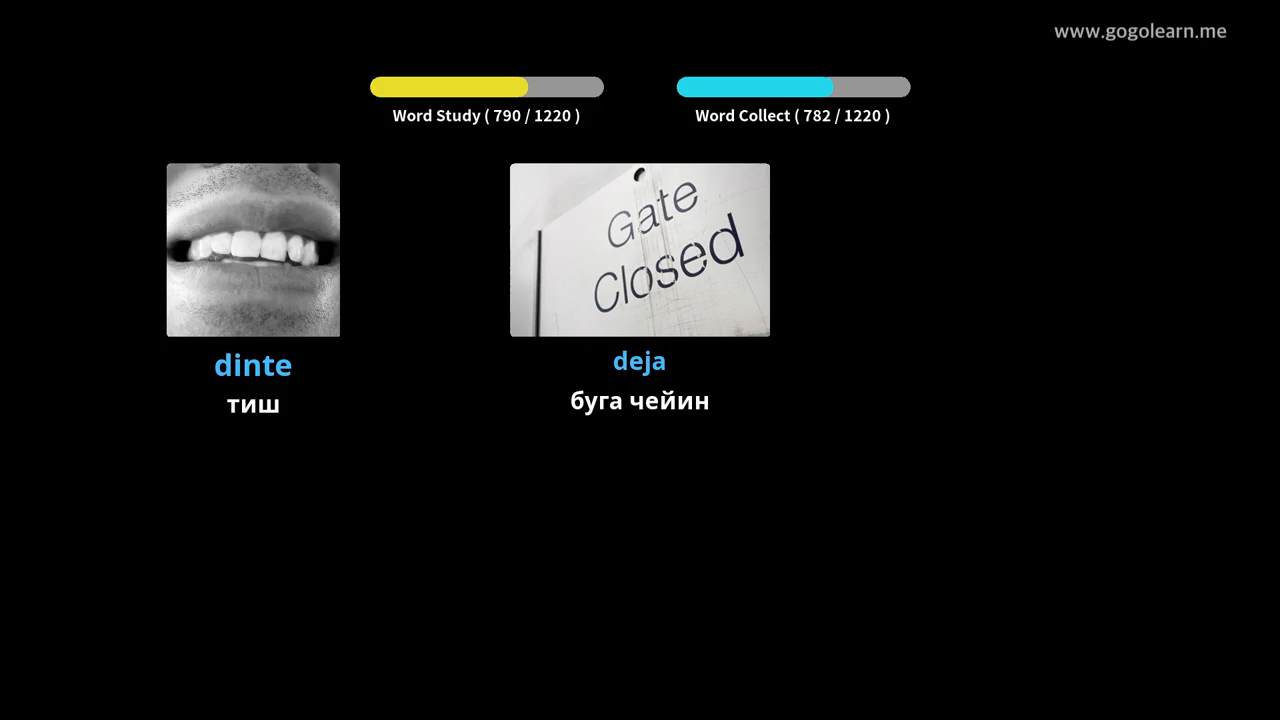 www.gogolearn.me
Word Study ( 790 / 1220 )
Word Collect ( 782 / 1220 )
Gate
Closed
dinte
тиш
deja
буга чейин